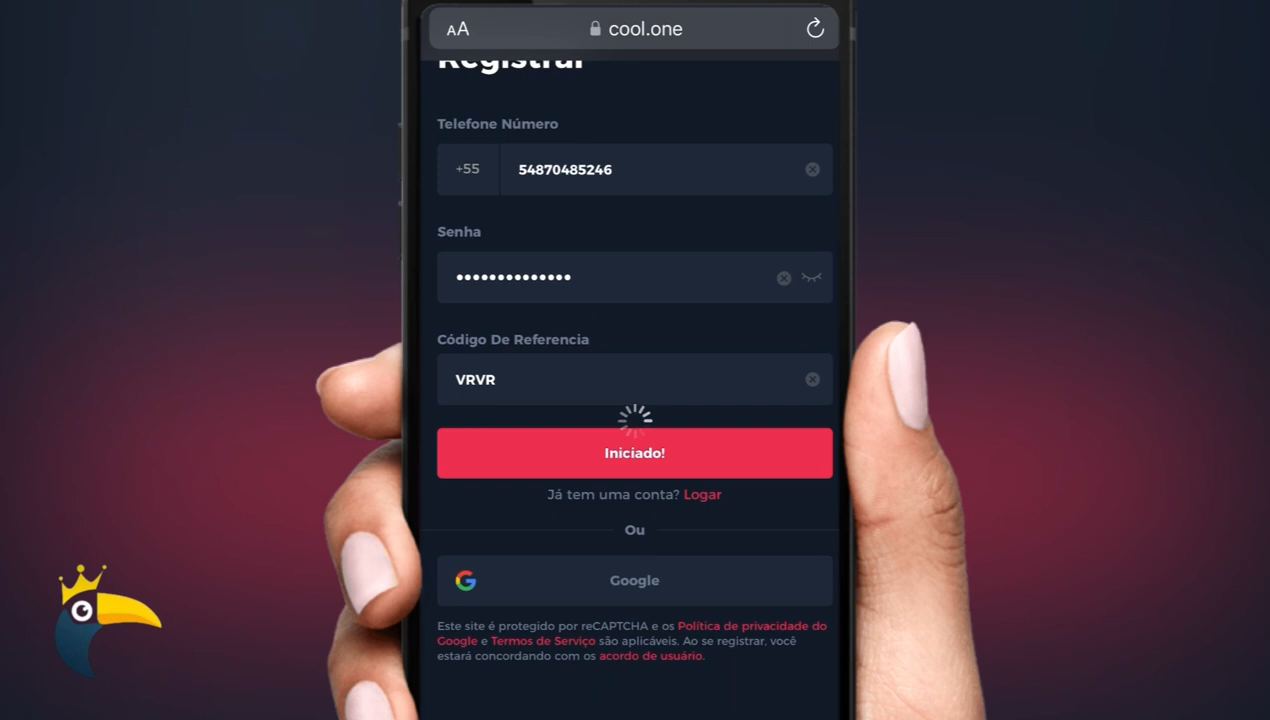 AA cool.one
Registrar
Telefone Número
+55 54870485246
Senha
••••••••••••••
Código De Referencia
VRVR
Iniciado!
Já tem uma conta? Logar
Ou
Google
Este site é protegido por reCAPTCHA e os Política de privacidade do
Google e Termos de Serviço são aplicáveis. Ao se registrar, você
estará concordando com os acordo de usuário.